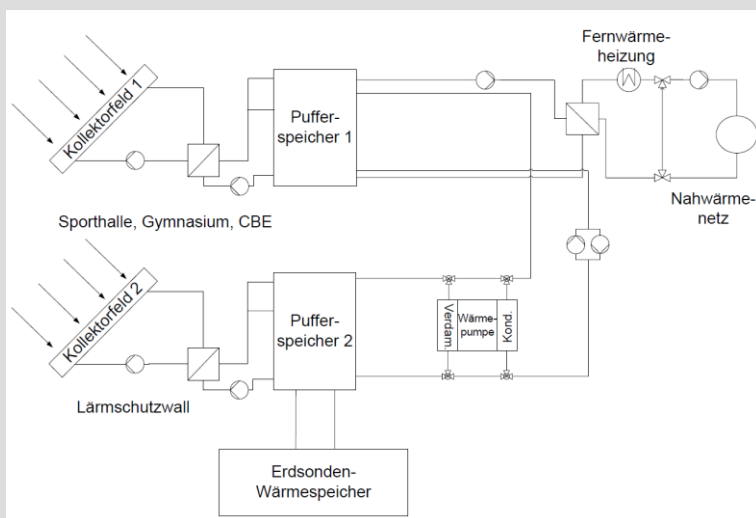 Fernwärme-
heizung
Kollektorfeld 1
Puffer-
speicher 1
Nahwärme-
netz
Sporthalle, Gymnasium, CBE
Kollektorfeld 2
Puffer-
speicher 2
Verdam.
Wärme-
pumpe
Kond.
Lärmschutzwall
Erdsonden-
Wärmespeicher